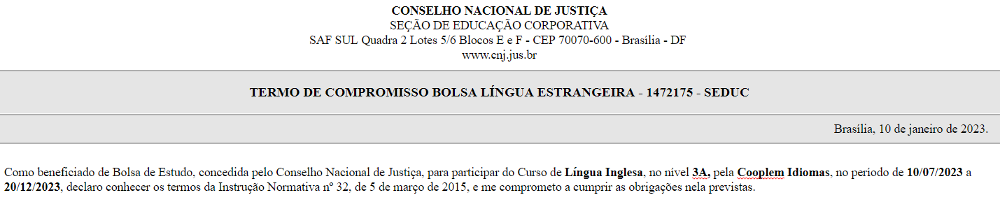 CONSELHO NACIONAL DE JUSTIÇA
SEÇÃO DE EDUCAÇÃO CORPORATIVA
SAF SUL Quadra 2 Lotes 5/6 Blocos E e F - CEP 70070-600 - Brasília - DF
www.cnj.jus.br
TERMO DE COMPROMISSO BOLSA LÍNGUA ESTRANGEIRA - 1472175 - SEDUC
Brasília, 10 de janeiro de 2023.
Como beneficiado de Bolsa de Estudo, concedida pelo Conselho Nacional de Justiça, para participar do Curso de Língua Inglesa, no nível 3A, pela Cooplem Idiomas, no período de 10/07/2023 a
20/12/2023, declaro conhecer os termos da Instrução Normativa nº 32, de 5 de março de 2015, e me comprometo a cumprir as obrigações nela previstas.